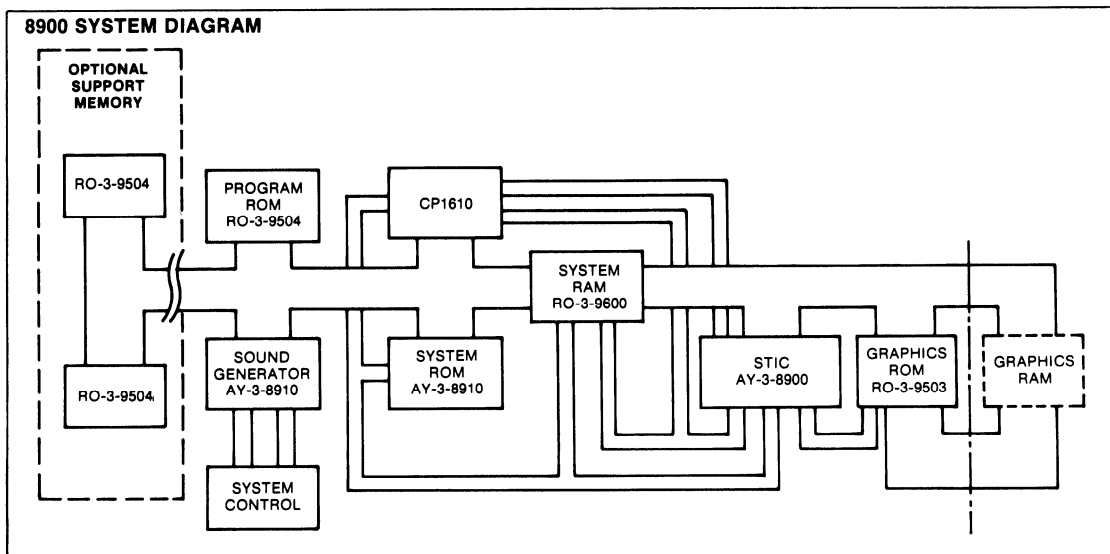 8900 SYSTEM DIAGRAM
OPTIONAL
SUPPORT
MEMORY
RO-3-9504
PROGRAM
ROM
RO-3-9504
CP1610
SYSTEM
RAM
RO-3-9600
RO-3-9504
SOUND
GENERATOR
AY-3-8910
SYSTEM
ROM
AY-3-8910
STIC
AY-3-8900
GRAPHICS
ROM
RO-3-9503
GRAPHICS
RAM
SYSTEM
CONTROL